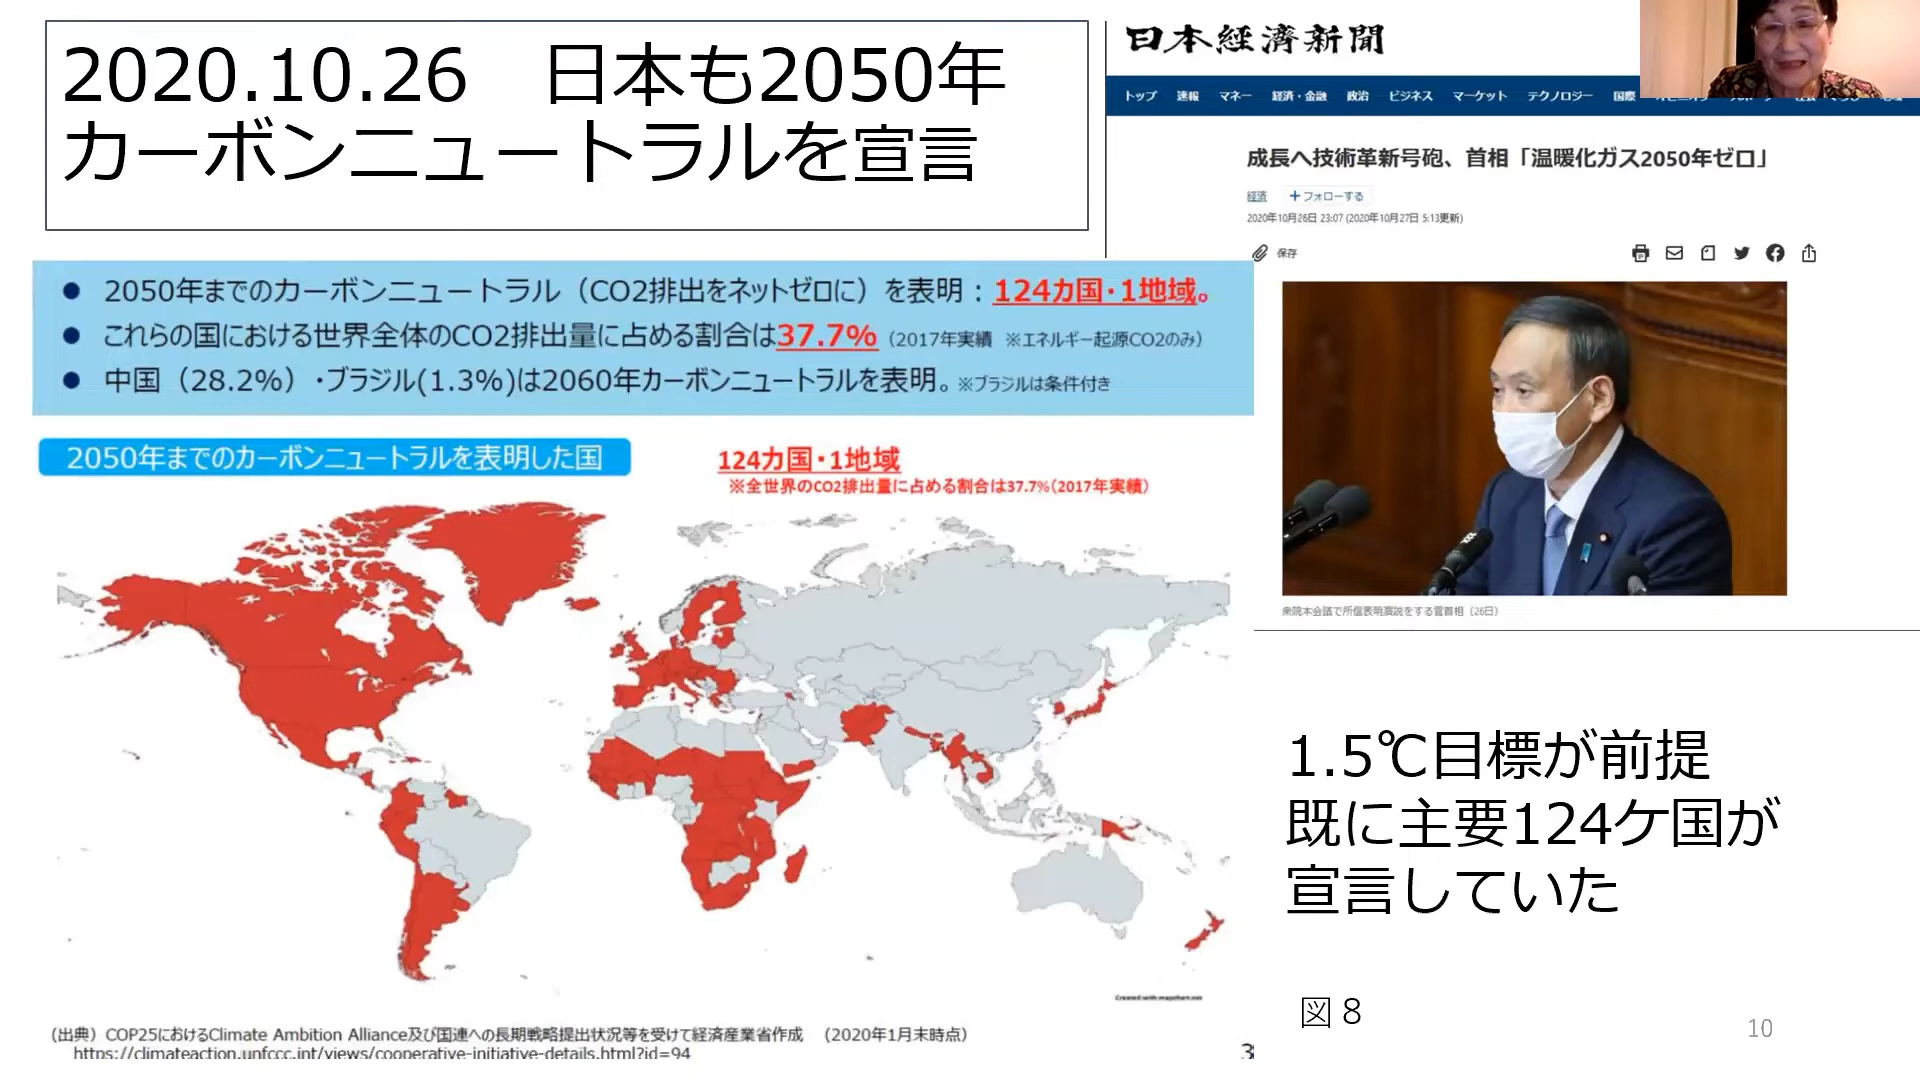 2020.10.26　日本も2050年
カーボンニュートラルを宣言
日本経済新聞
トップ 速報 マネー 経済・金融 政治 ビジネス マーケット テクノロジー 国際
成長へ技術革新号砲、首相「温暖化ガス2050年ゼロ」
経済 +フォローする
2020年10月26日 23:07 (2020年10月27日 5:13更新)
保存
衆院本会議で所信表明演説をする菅首相（26日）
● 2050年までのカーボンニュートラル（CO2排出をネットゼロに）を表明：124カ国・1地域。
● これらの国における世界全体のCO2排出量に占める割合は37.7%（2017年実績　※エネルギー起源CO2のみ）
● 中国（28.2%）・ブラジル(1.3%)は2060年カーボンニュートラルを表明。※ブラジルは条件付き
2050年までのカーボンニュートラルを表明した国
124カ国・1地域
※全世界のCO2排出量に占める割合は37.7%（2017年実績）
Created with mapchart.net
（出典）COP25におけるClimate Ambition Alliance及び国連への長期戦略提出状況等を受けて経済産業省作成　（2020年1月末時点）
https://climateaction.unfccc.int/views/cooperative-initiative-details.html?id=94
3
1.5℃目標が前提
既に主要124ケ国が
宣言していた
図８
10